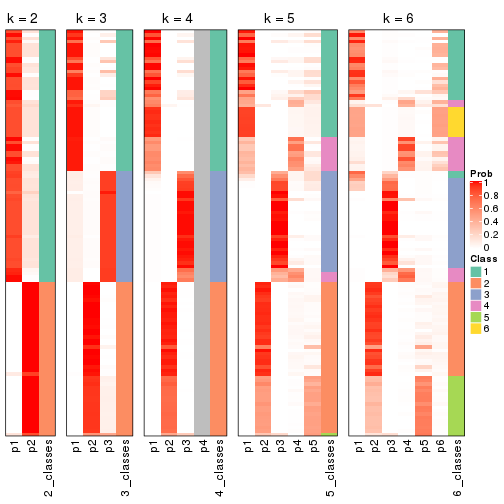 k = 2
k = 3
k = 4
k = 5
k = 6
Prob
1
0.8
0.6
0.4
0.2
0
Class
1
2
3
4
5
6
p1
p2
2_classes
p1
p2
p3
3_classes
p1
p2
p3
p4
4_classes
p1
p2
p3
p4
p5
5_classes
p1
p2
p3
p4
p5
p6
6_classes